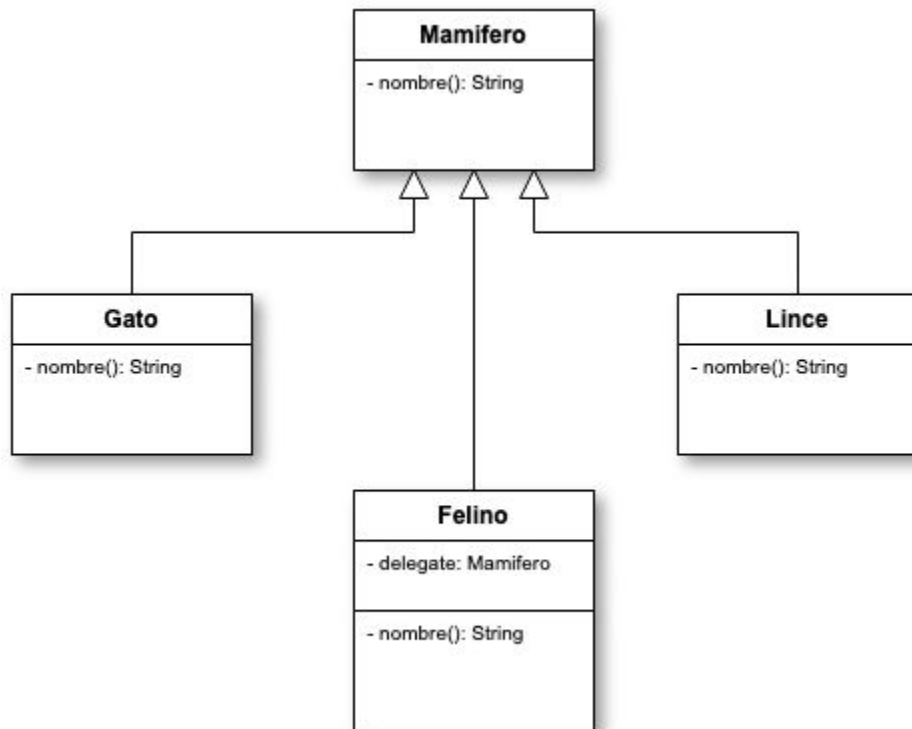 Mamifero
- nombre(): String
Gato
- nombre(): String
Lince
- nombre(): String
Felino
- delegate: Mamifero
- nombre(): String